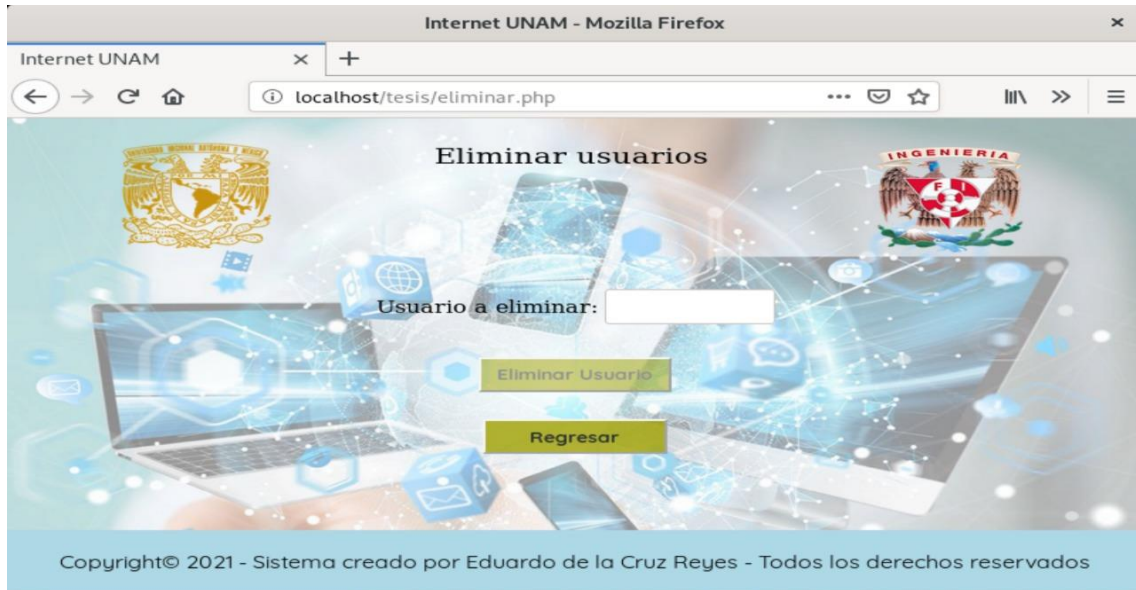 Internet UNAM - Mozilla Firefox
Internet UNAM
localhost/tesis/eliminar.php
Eliminar usuarios
INGENIERIA
F I
Usuario a eliminar:
Eliminar Usuario
Regresar
Copyright© 2021 - Sistema creado por Eduardo de la Cruz Reyes - Todos los derechos reservados